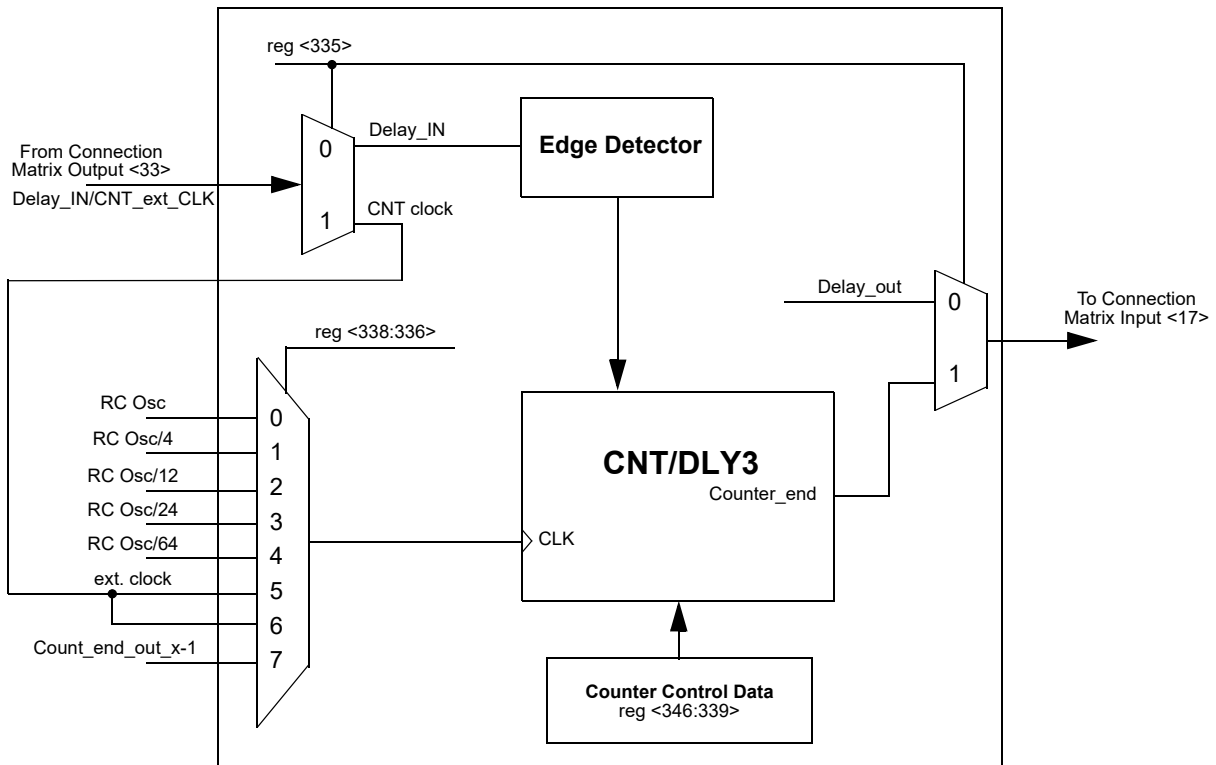 reg <335>
From Connection
Matrix Output <33>
Delay_IN/CNT_ext_CLK
0
1
Delay_IN
CNT clock
Edge Detector
Delay_out
0
1
To Connection
Matrix Input <17>
reg <338:336>
RC Osc
RC Osc/4
RC Osc/12
RC Osc/24
RC Osc/64
ext. clock
Count_end_out_x-1
0
1
2
3
4
5
6
7
CNT/DLY3
Counter_end
CLK
Counter Control Data
reg <346:339>